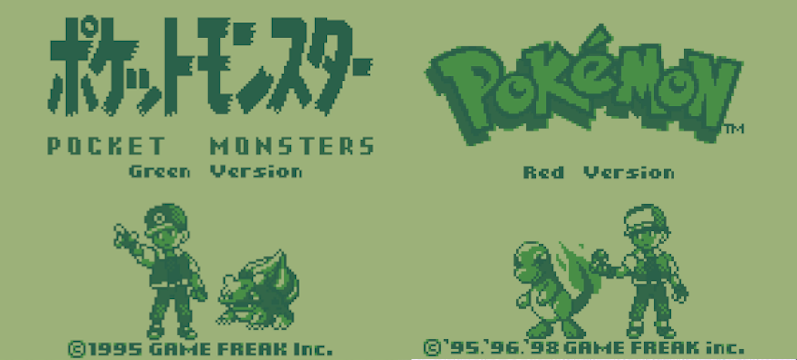 ポケットモンスター
POCKET MONSTERS
Green Version
©1995 GAME FREAK Inc.
POKéMON
TM
Red Version
©'95.'96.'98 GAME FREAK inc.